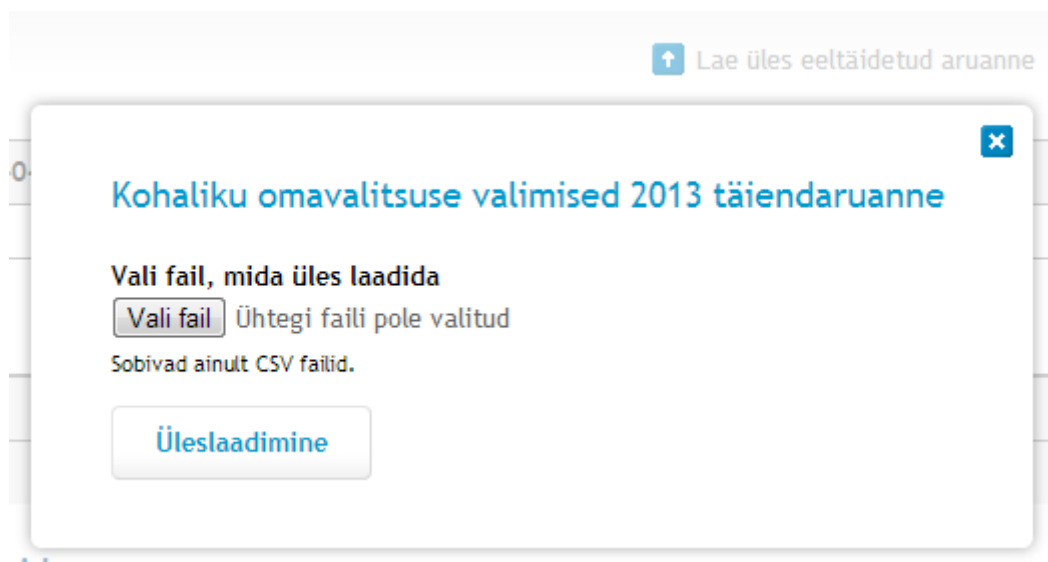 Lae üles eeltäidetud aruanne
Kohaliku omavalitsuse valimised 2013 täiendaruanne
Vali fail, mida üles laadida
Vali fail Ühtegi faili pole valitud
Sobivad ainult CSV failid.
Üleslaadimine